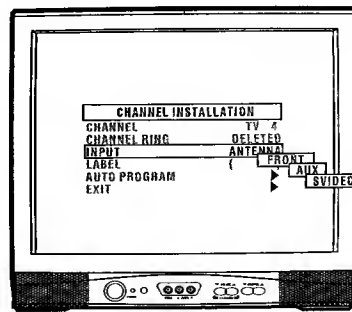 CHANNEL INSTALLATION
CHANNEL TV 4
CHANNEL RING DELETED
INPUT ANTENNA
LABEL ( FRONT
AUTO PROGRAM AUX
EXIT SVIDEO